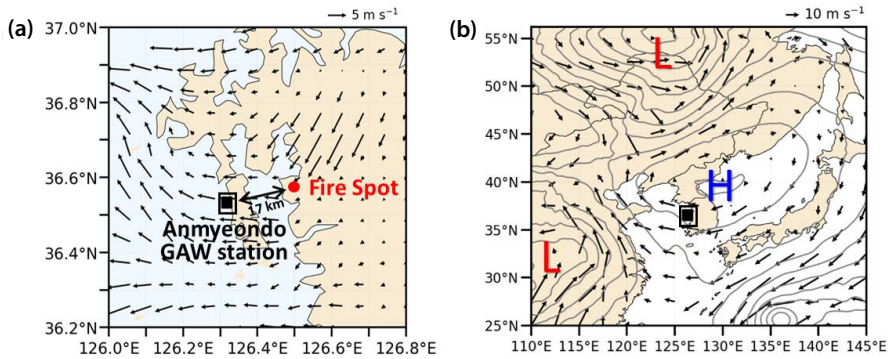 (a)
5 m s⁻¹
37.0°N
36.8°N
36.6°N
36.4°N
36.2°N
126.0°E
126.2°E
126.4°E
126.6°E
126.8°E
Fire Spot
17 km
Anmyeondo
GAW station
(b)
10 m s⁻¹
55°N
50°N
45°N
40°N
35°N
30°N
25°N
110°E
115°E
120°E
125°E
130°E
135°E
140°E
145°E
L
H
L